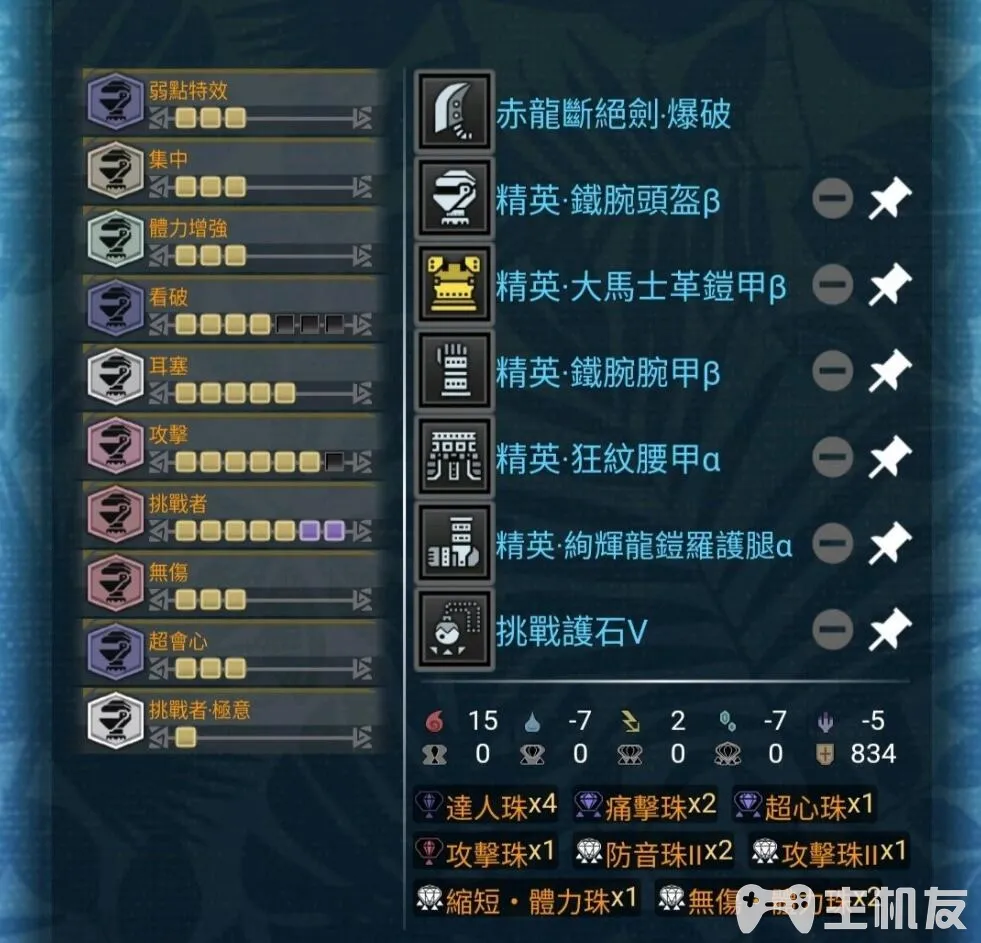 弱點特效
集中
體力增強
看破
耳塞
攻擊
挑戰者
無傷
超會心
挑戰者·極意
赤龍斷絕劍·爆破
精英·鐵腕頭盔β
精英·大馬士革鎧甲β
精英·鐵腕腕甲β
精英·狂紋腰甲α
精英·絢輝龍鎧羅護腿α
挑戰護石V
15 -7 2 -7 -5
0 0 0 0 834
達人珠x4 痛擊珠x2 超心珠x1
攻擊珠x1 防音珠IIx2 攻擊珠IIx1
縮短・體力珠x1 無傷・體力珠x2
主机友